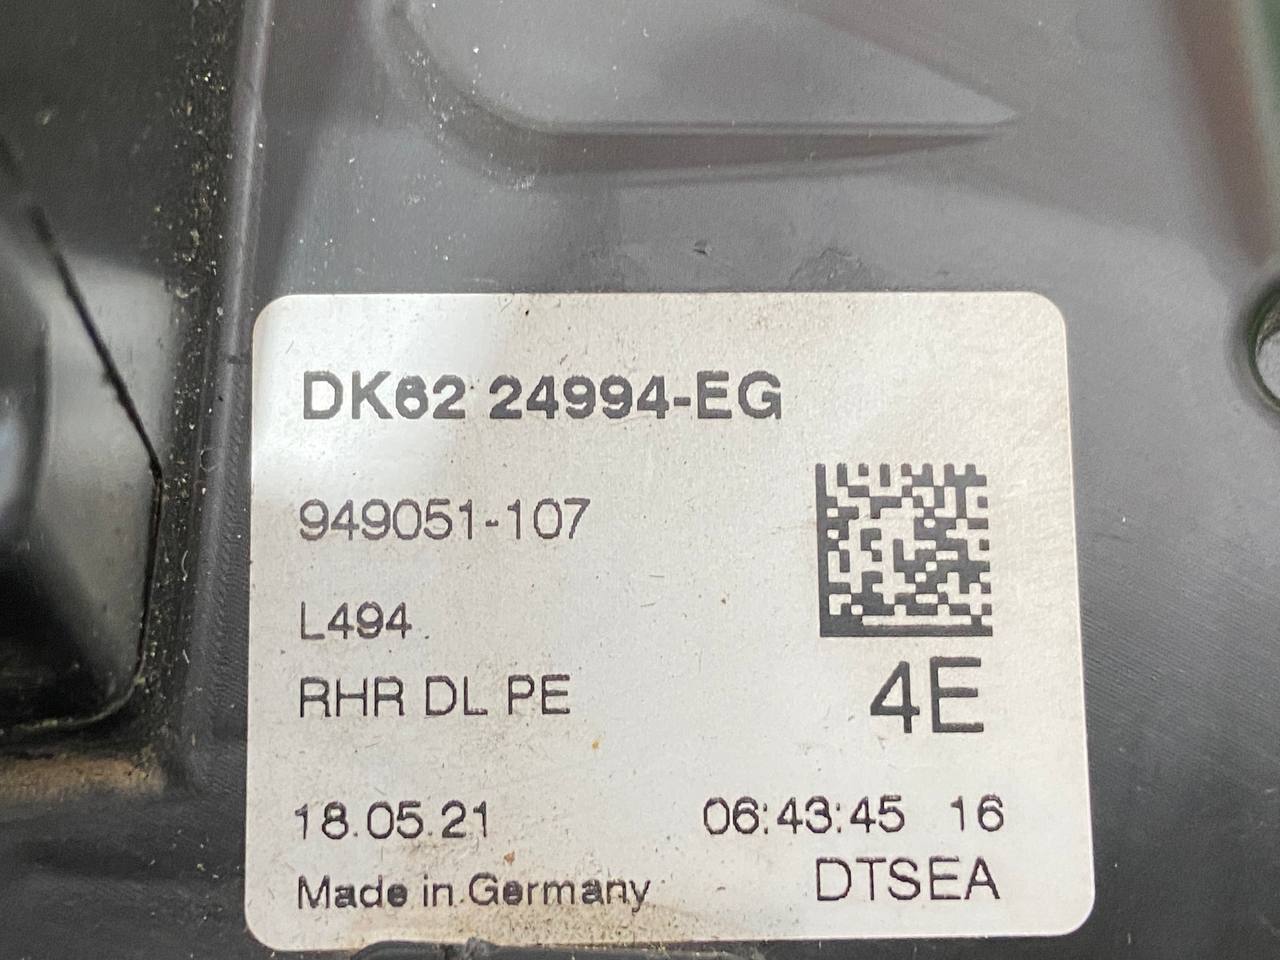 DK62 24994-EG
949051-107
L494
RHR DL PE
4E
18.05.21 06:43:45 16
Made in Germany DTSEA